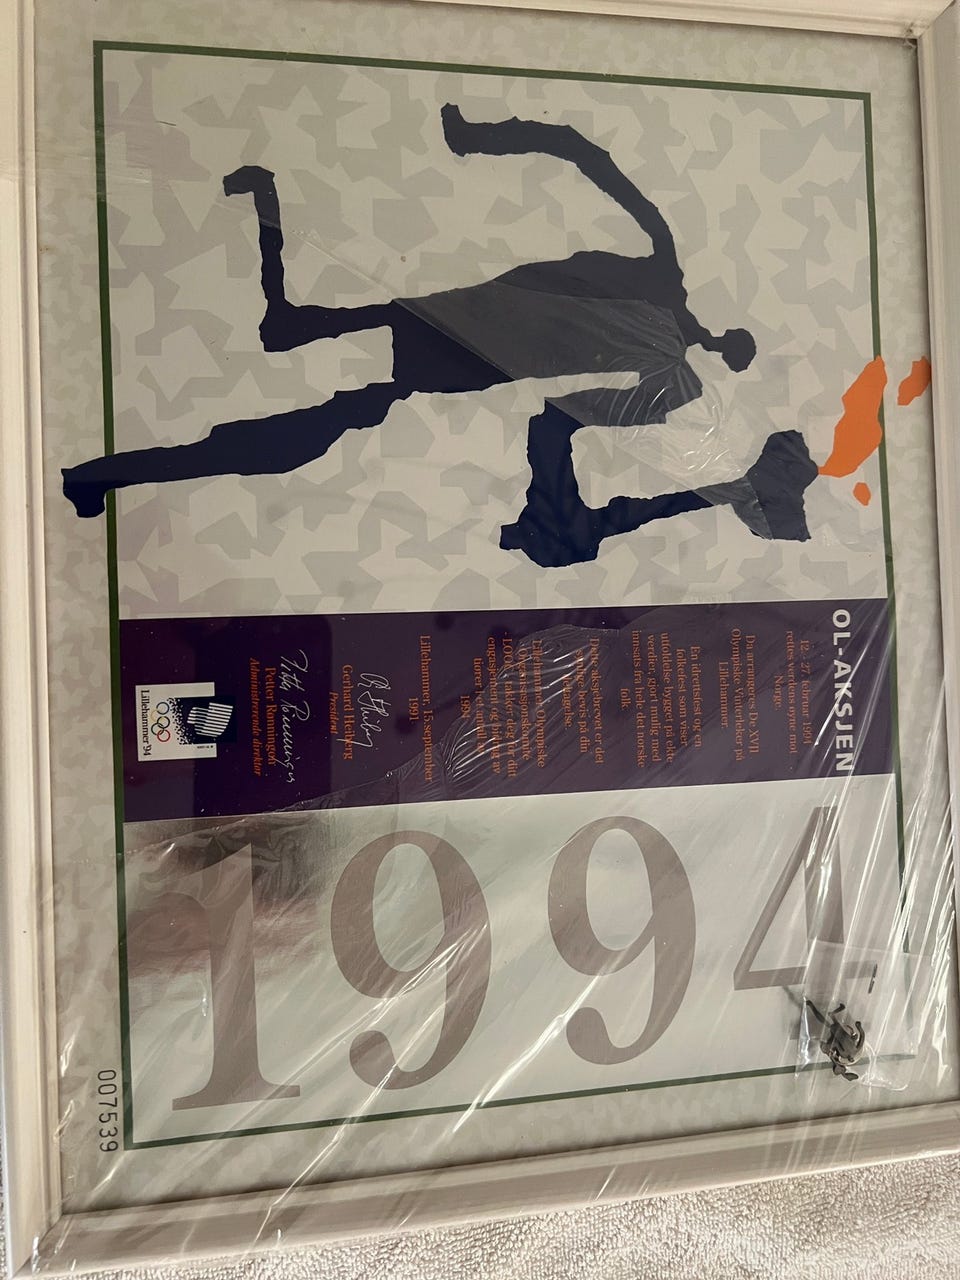 OL-AKSJEN
12.-27. februar 1994
rettes verdens øyne mot
Norge.
Da arrangeres De XVII
Olympiske Vinterleker på
Lillehammer.
En idrettsfest og en
folkefest som viser
utfoldelse bygget på ekte
verdier, gjort mulig med
innsats fra hele det norske
folk.
Dette aksjebrevet er det
bevis på din
Lillehammer Olympiske
Organisasjonskomité
- LOOC - takker deg for ditt
engasjement og bidrag av
1994.
Lillehammer, 15. september
1991.
Gerhard Heiberg
President
Petter Rønningen
Administrerende direktør
Lillehammer '94
1994
007539